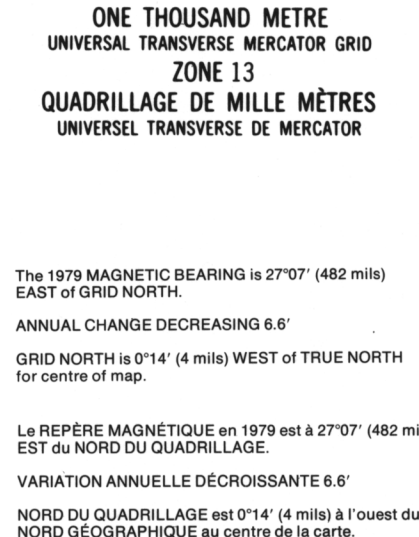 ONE THOUSAND METRE
UNIVERSAL TRANSVERSE MERCATOR GRID
ZONE 13
QUADRILLAGE DE MILLE MÈTRES
UNIVERSEL TRANSVERSE DE MERCATOR
The 1979 MAGNETIC BEARING is 27°07′ (482 mils)
EAST of GRID NORTH.
ANNUAL CHANGE DECREASING 6.6′
GRID NORTH is 0°14′ (4 mils) WEST of TRUE NORTH
for centre of map.
Le REPÈRE MAGNÉTIQUE en 1979 est à 27°07′ (482 mi
EST du NORD DU QUADRILLAGE.
VARIATION ANNUELLE DÉCROISSANTE 6.6′
NORD DU QUADRILLAGE est 0°14′ (4 mils) à l'ouest du
NORD GÉOGRAPHIQUE au centre de la carte.